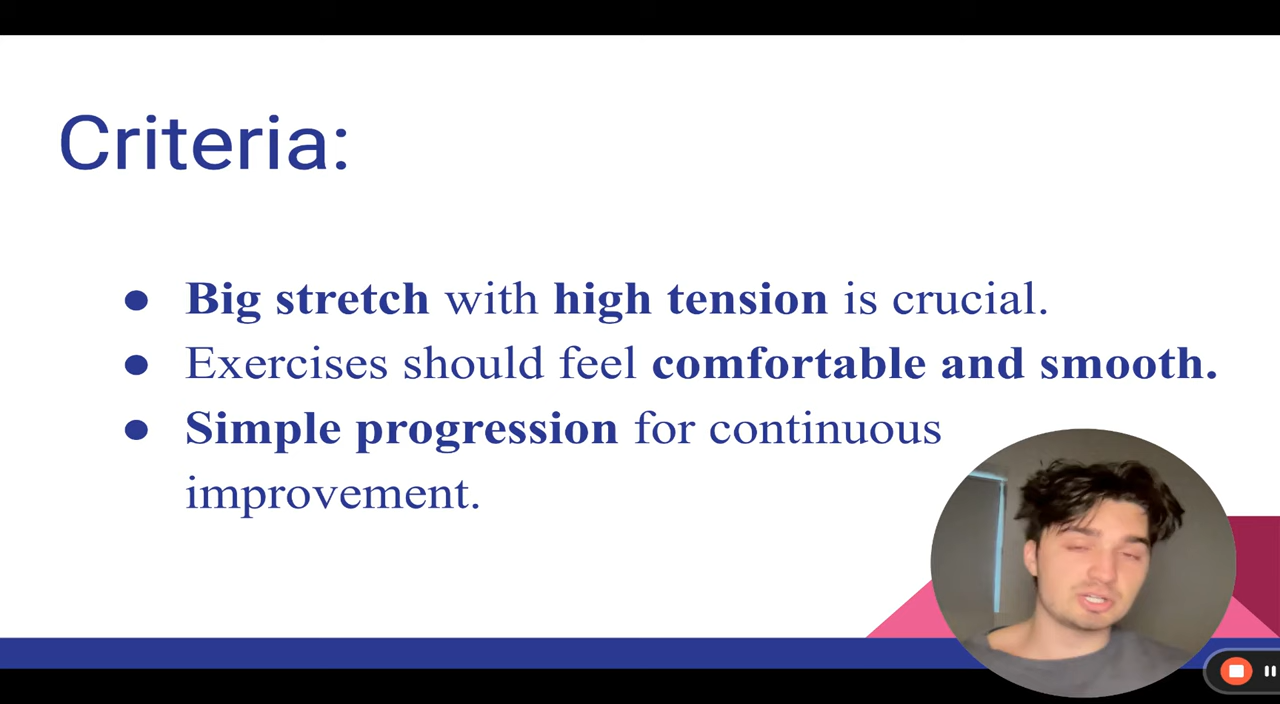 Criteria:
● Big stretch with high tension is crucial.
● Exercises should feel comfortable and smooth.
● Simple progression for continuous
improvement.